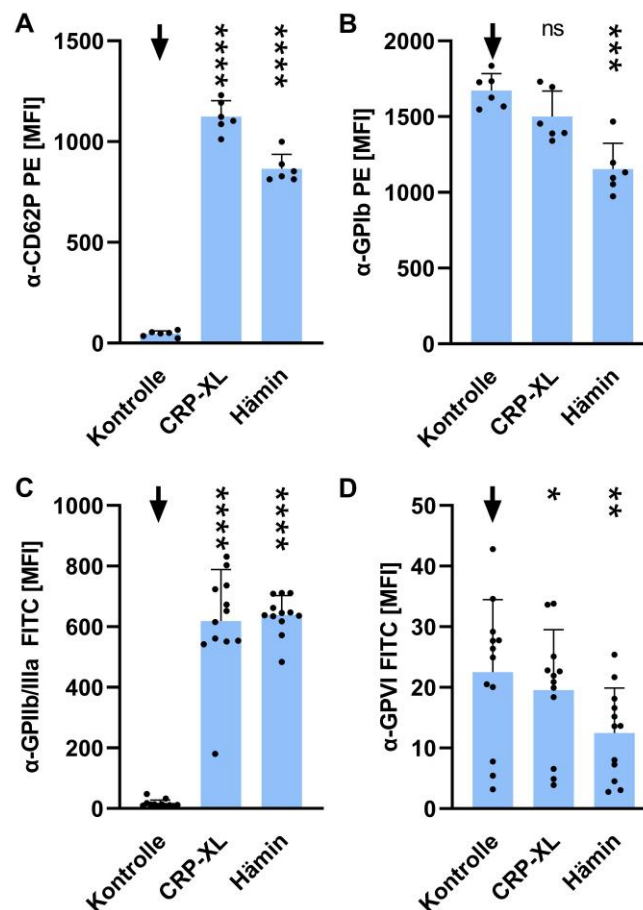 A
α-CD62P PE [MFI]
1500
1000
500
0
****
****
Kontrolle
CRP-XL
Hämin
B
α-GPIb PE [MFI]
2000
1500
1000
500
0
ns
***
Kontrolle
CRP-XL
Hämin
C
α-GPIIb/IIIa FITC [MFI]
1000
800
600
400
200
0
****
****
Kontrolle
CRP-XL
Hämin
D
α-GPVI FITC [MFI]
50
40
30
20
10
0
*
**
Kontrolle
CRP-XL
Hämin